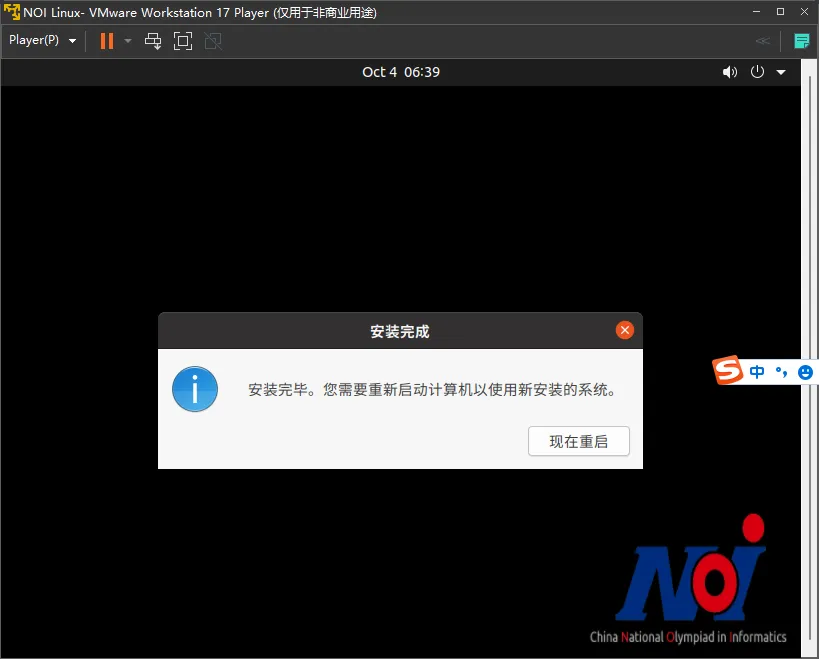 NOI Linux- VMware Workstation 17 Player (仅用于非商业用途)
Player(P)
Oct 4 06:39
安装完成
安装完毕。您需要重新启动计算机以使用新安装的系统。
现在重启
S 中 °,
NOI
China National Olympiad in Informatics